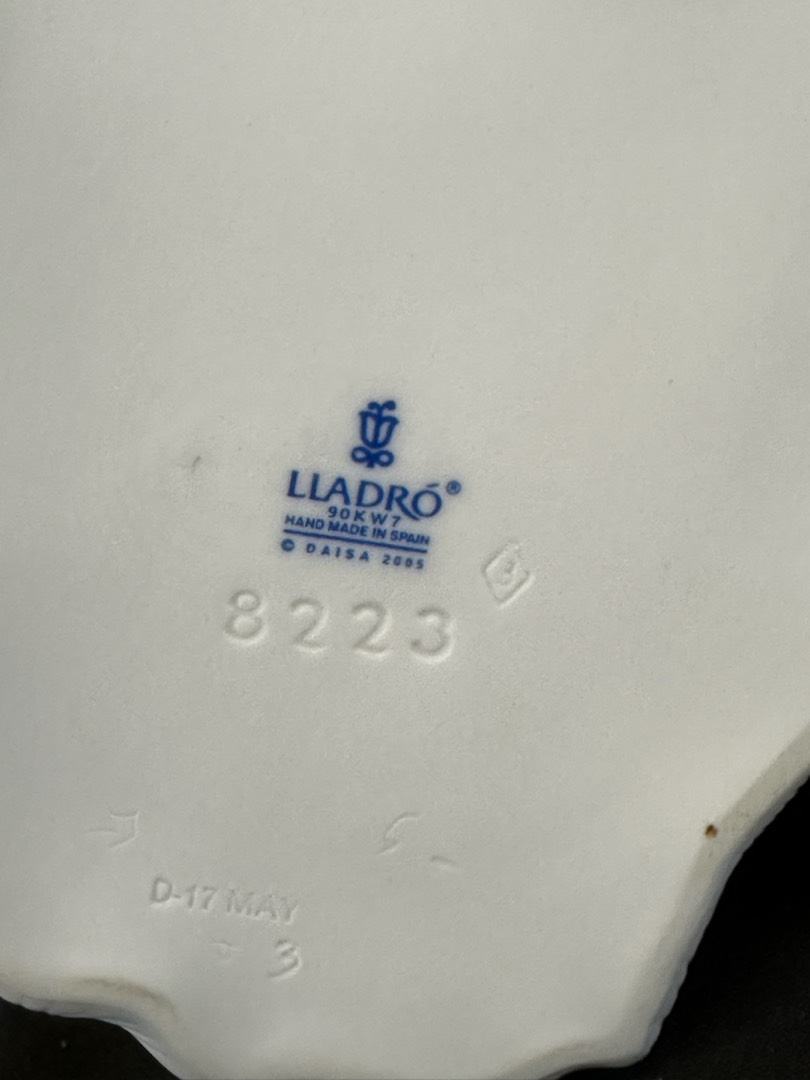 LLADRÓ®
90KW7
HAND MADE IN SPAIN
© DAISA 2005
8223
D-17 MAY
3